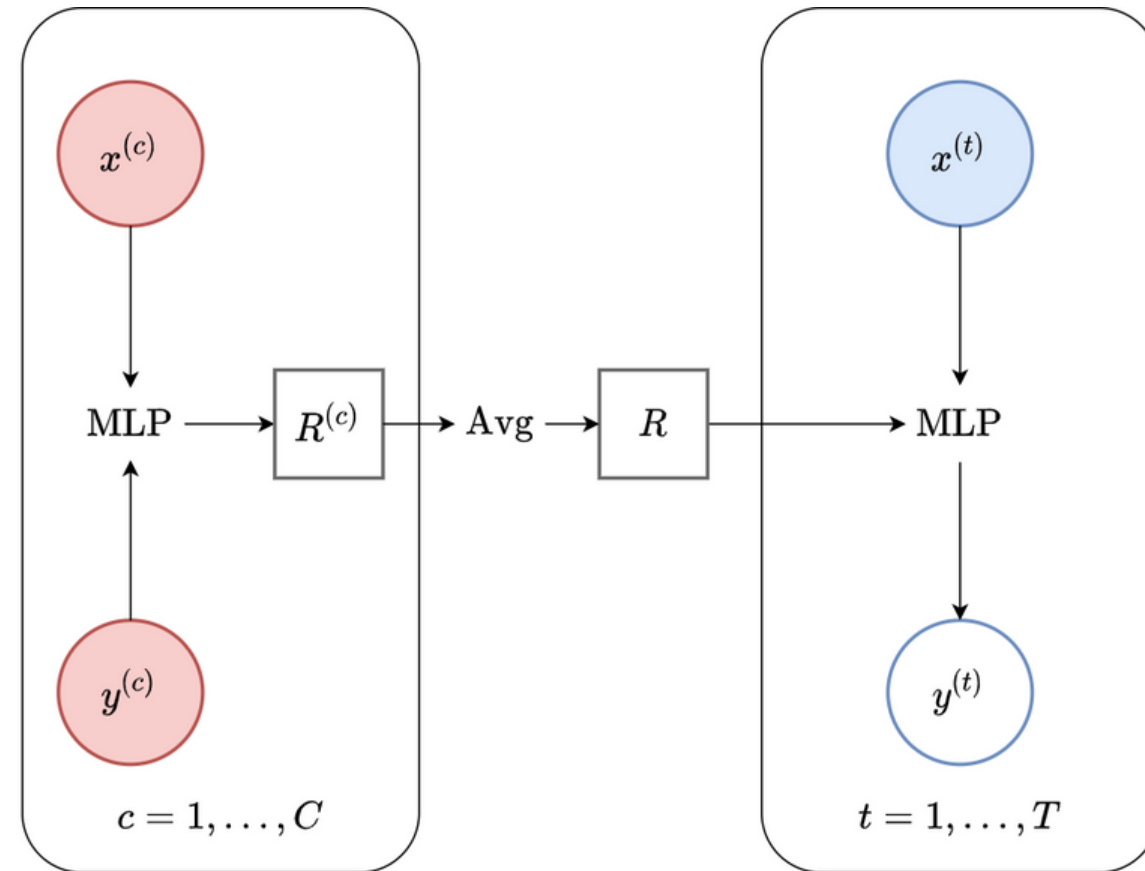 x^{(c)}
MLP
R^{(c)}
y^{(c)}
c = 1, . . . , C
Avg
R
x^{(t)}
MLP
y^{(t)}
t = 1, . . . , T